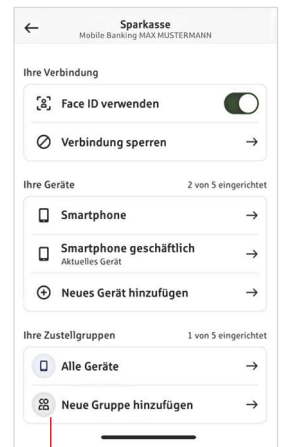 Sparkasse
Mobile Banking MAX MUSTERMANN
Ihre Verbindung
Face ID verwenden
Verbindung sperren
Ihre Geräte 2 von 5 eingerichtet
Smartphone
Smartphone geschäftlich
Aktuelles Gerät
Neues Gerät hinzufügen
Ihre Zustellgruppen 1 von 5 eingerichtet
Alle Geräte
Neue Gruppe hinzufügen